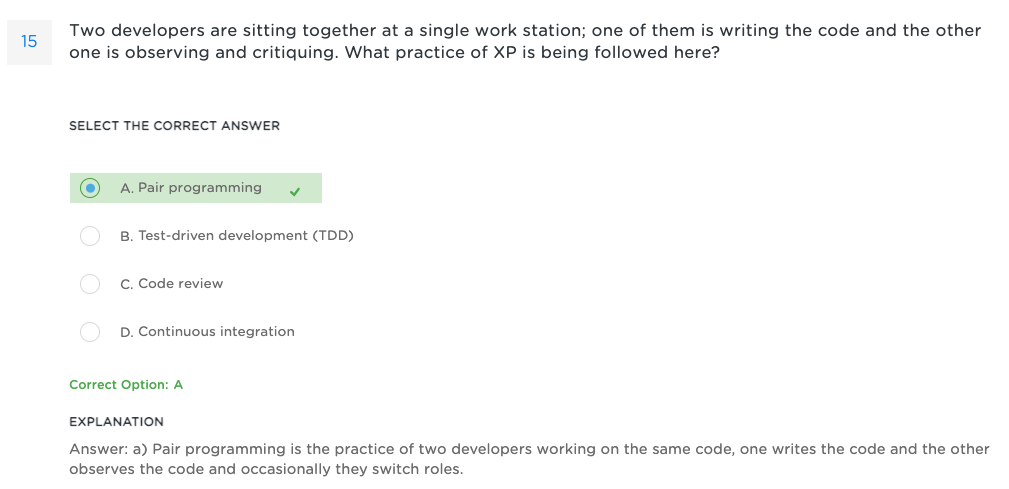 15
Two developers are sitting together at a single work station; one of them is writing the code and the other
one is observing and critiquing. What practice of XP is being followed here?
SELECT THE CORRECT ANSWER
A. Pair programming
B. Test-driven development (TDD)
C. Code review
D. Continuous integration
Correct Option: A
EXPLANATION
Answer: a) Pair programming is the practice of two developers working on the same code, one writes the code and the other
observes the code and occasionally they switch roles.